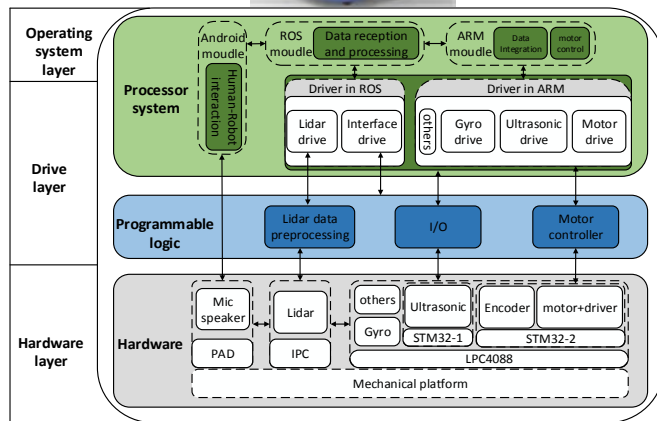 Operating
system
layer
Drive
layer
Hardware
layer
Processor
system
Android
moudle
Human-Robot
interaction
ROS
moudle
Data reception
and processing
ARM
moudle
Data
Integration
motor
control
Driver in ROS
Lidar
drive
Interface
drive
Driver in ARM
others
Gyro
drive
Ultrasonic
drive
Motor
drive
Programmable
logic
Lidar data
preprocessing
I/O
Motor
controller
Hardware
Mic
speaker
PAD
Lidar
IPC
others
Gyro
Ultrasonic
STM32-1
Encoder
motor+driver
STM32-2
LPC4088
Mechanical platform